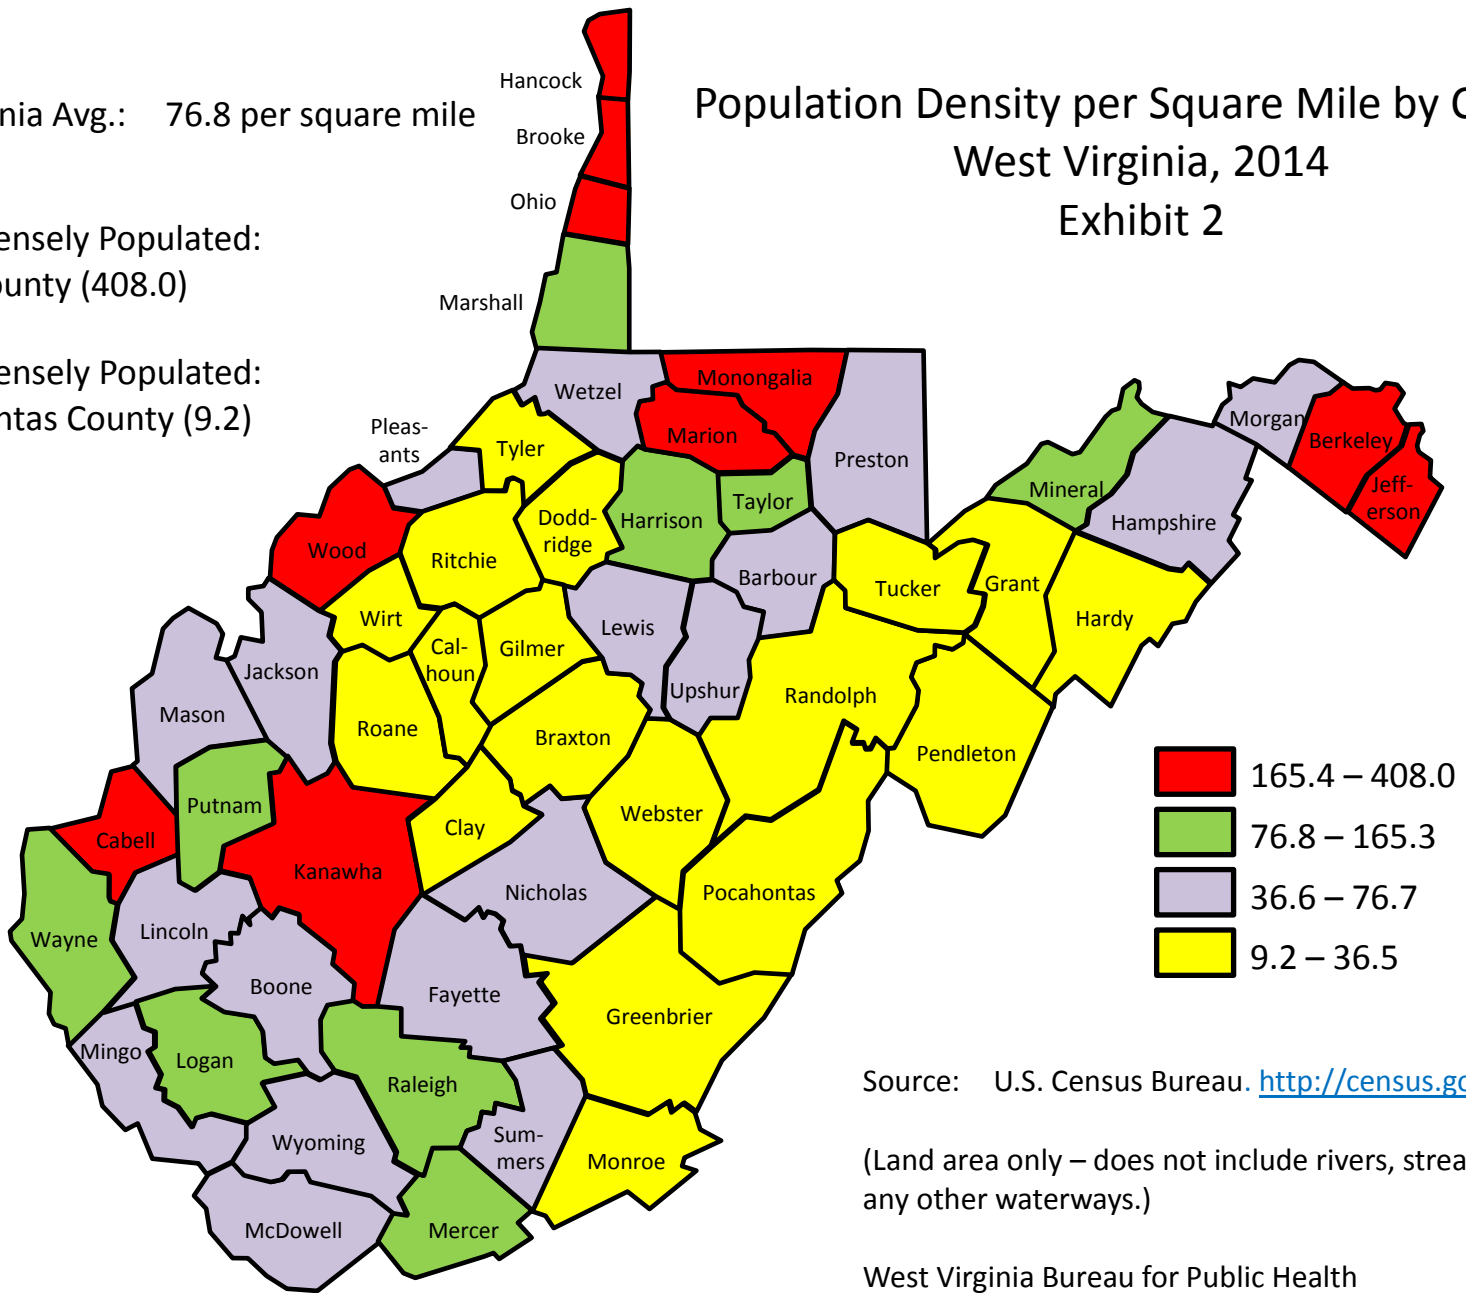 nia Avg.: 76.8 per square mile
Population Density per Square Mile by C
West Virginia, 2014
Exhibit 2
ensely Populated:
ounty (408.0)
ensely Populated:
ntas County (9.2)
Hancock
Brooke
Ohio
Marshall
Wetzel
Monongalia
Marion
Preston
Pleas-
ants
Tyler
Morgan
Berkeley
Jeff-
erson
Mineral
Hampshire
Taylor
Harrison
Dodd-
ridge
Wood
Ritchie
Barbour
Tucker
Grant
Hardy
Wirt
Cal-
houn
Gilmer
Lewis
Upshur
Randolph
Jackson
Mason
Roane
Braxton
Pendleton
Putnam
Cabell
Clay
Webster
Kanawha
Nicholas
Pocahontas
Wayne
Lincoln
Boone
Fayette
Greenbrier
Mingo
Logan
Raleigh
Wyoming
Sum-
mers
Monroe
McDowell
Mercer
165.4 – 408.0
76.8 – 165.3
36.6 – 76.7
9.2 – 36.5
Source: U.S. Census Bureau. http://census.go
(Land area only – does not include rivers, strea
any other waterways.)
West Virginia Bureau for Public Health